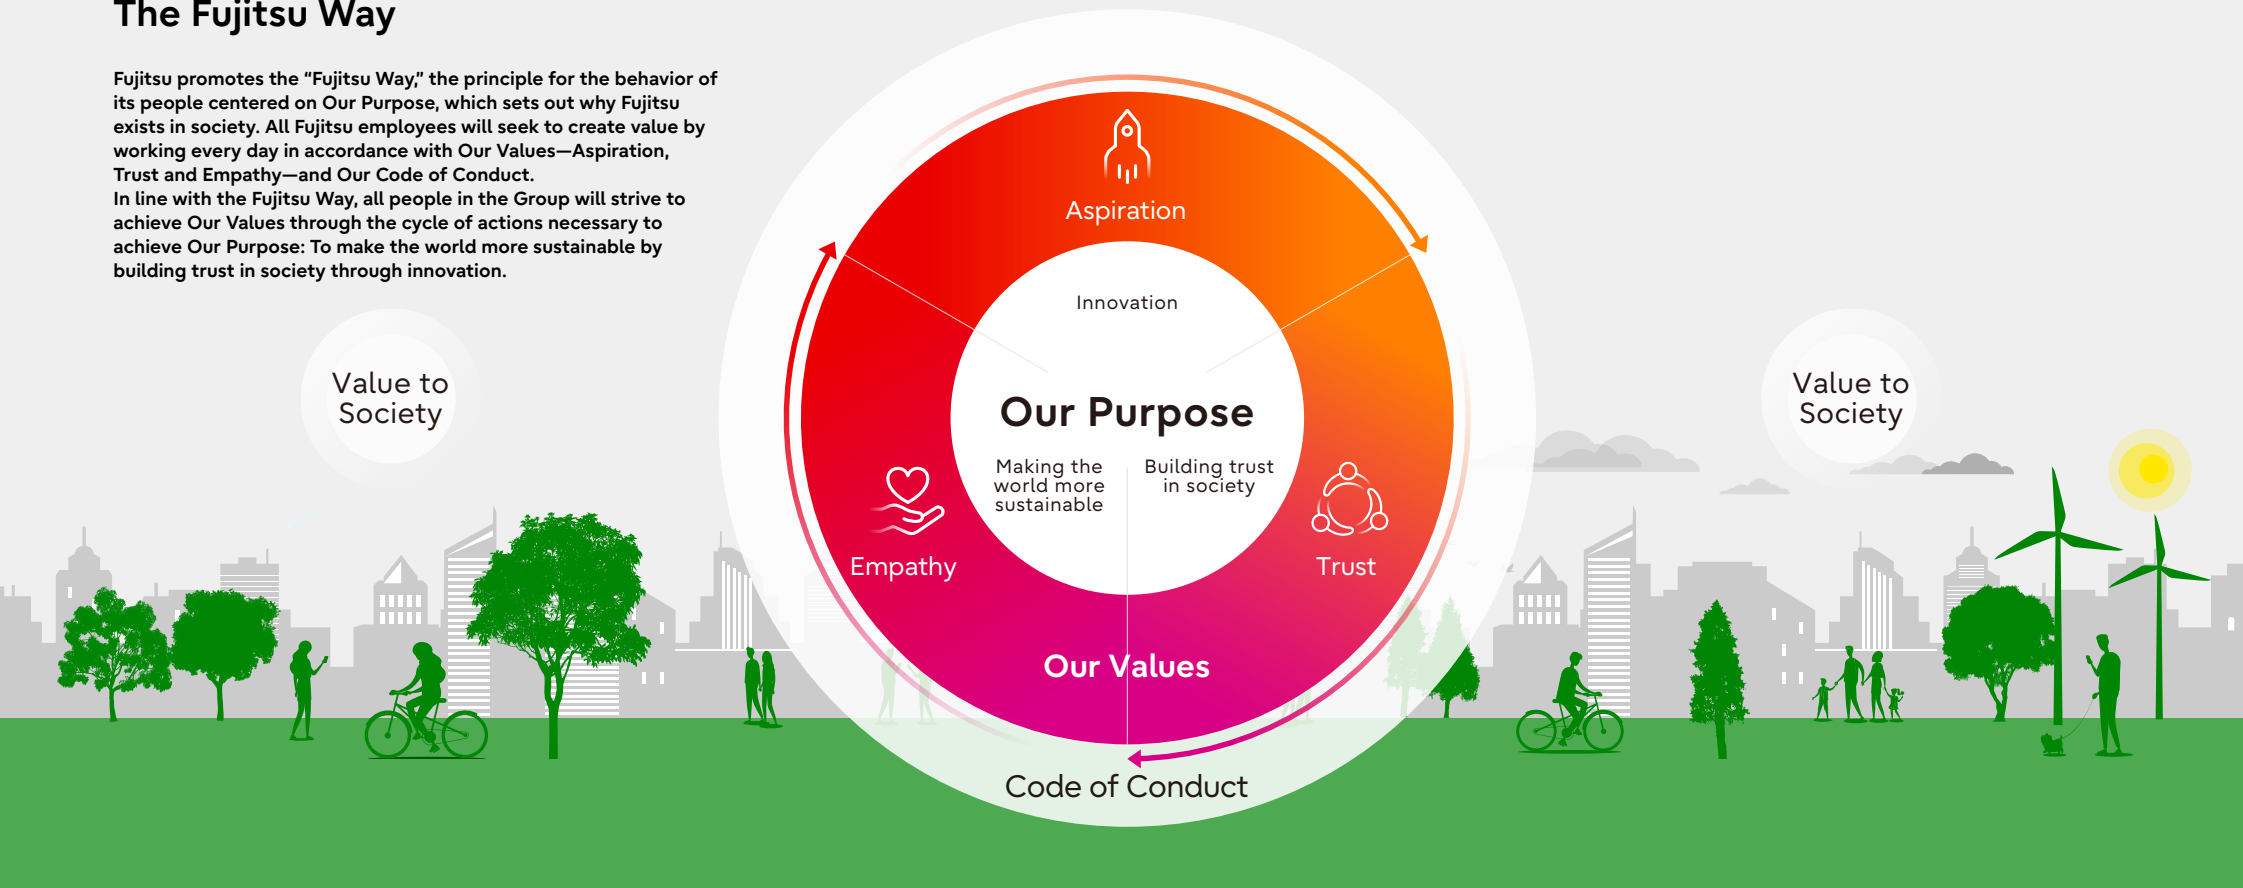 The Fujitsu Way
Fujitsu promotes the “Fujitsu Way,” the principle for the behavior of
its people centered on Our Purpose, which sets out why Fujitsu
exists in society. All Fujitsu employees will seek to create value by
working every day in accordance with Our Values—Aspiration,
Trust and Empathy—and Our Code of Conduct.
In line with the Fujitsu Way, all people in the Group will strive to
achieve Our Values through the cycle of actions necessary to
achieve Our Purpose: To make the world more sustainable by
building trust in society through innovation.
Value to
Society
Aspiration
Innovation
Our Purpose
Making the
world more
sustainable
Building trust
in society
Empathy
Trust
Our Values
Code of Conduct
Value to
Society